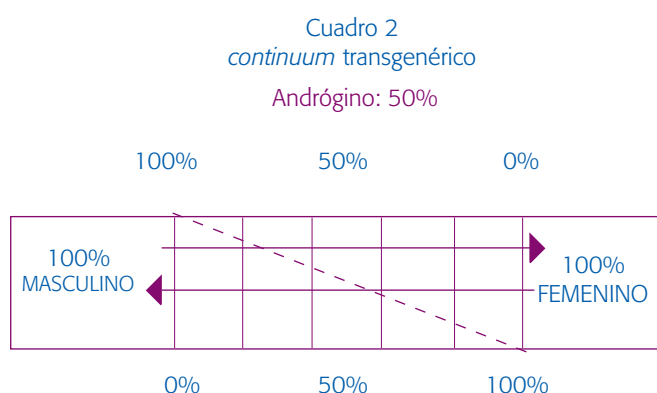 Cuadro 2
continuum transgenérico
Andrógino: 50%
100% 50% 0%
100%
MASCULINO
100%
FEMENINO
0% 50% 100%